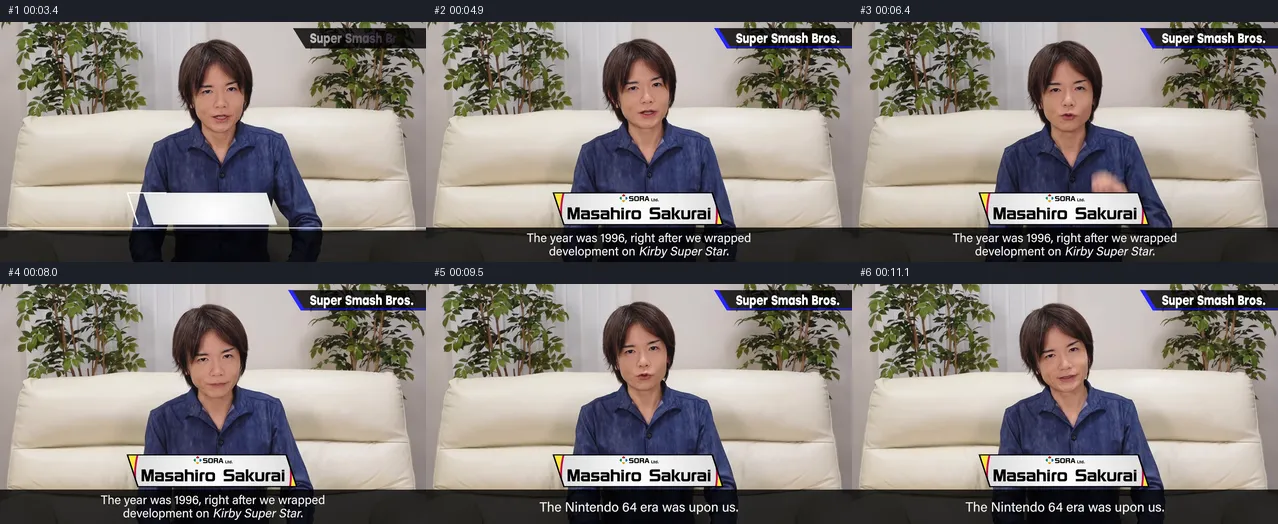 #1 00:03.4
Super Smash Br
#2 00:04.9
Super Smash Bros.
SORA Ltd.
Masahiro Sakurai
The year was 1996, right after we wrapped
development on Kirby Super Star.
#3 00:06.4
Super Smash Bros.
SORA Ltd.
Masahiro Sakurai
The year was 1996, right after we wrapped
development on Kirby Super Star.
#4 00:08.0
Super Smash Bros.
SORA Ltd.
Masahiro Sakurai
The year was 1996, right after we wrapped
development on Kirby Super Star.
#5 00:09.5
Super Smash Bros.
SORA Ltd.
Masahiro Sakurai
The Nintendo 64 era was upon us.
#6 00:11.1
Super Smash Bros.
SORA Ltd.
Masahiro Sakurai
The Nintendo 64 era was upon us.